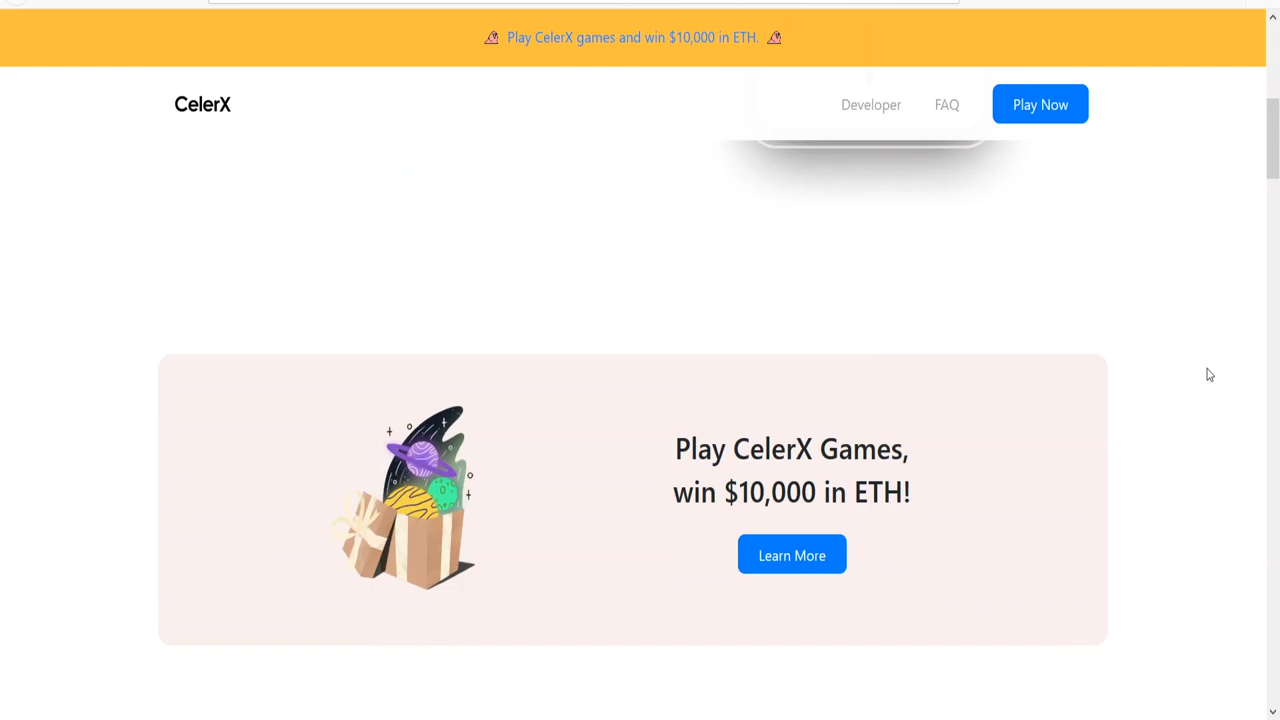 Play CelerX games and win $10,000 in ETH.
CelerX
Developer
FAQ
Play Now
Play CelerX Games,
win $10,000 in ETH!
Learn More